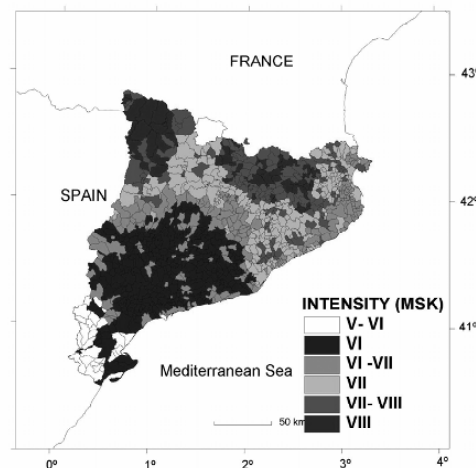 FRANCE
43°
SPAIN
42°
INTENSITY (MSK)
V- VI
VI
VI -VII
VII
VII- VIII
VIII
41°
Mediterranean Sea
50 km
0° 1° 2° 3° 4°